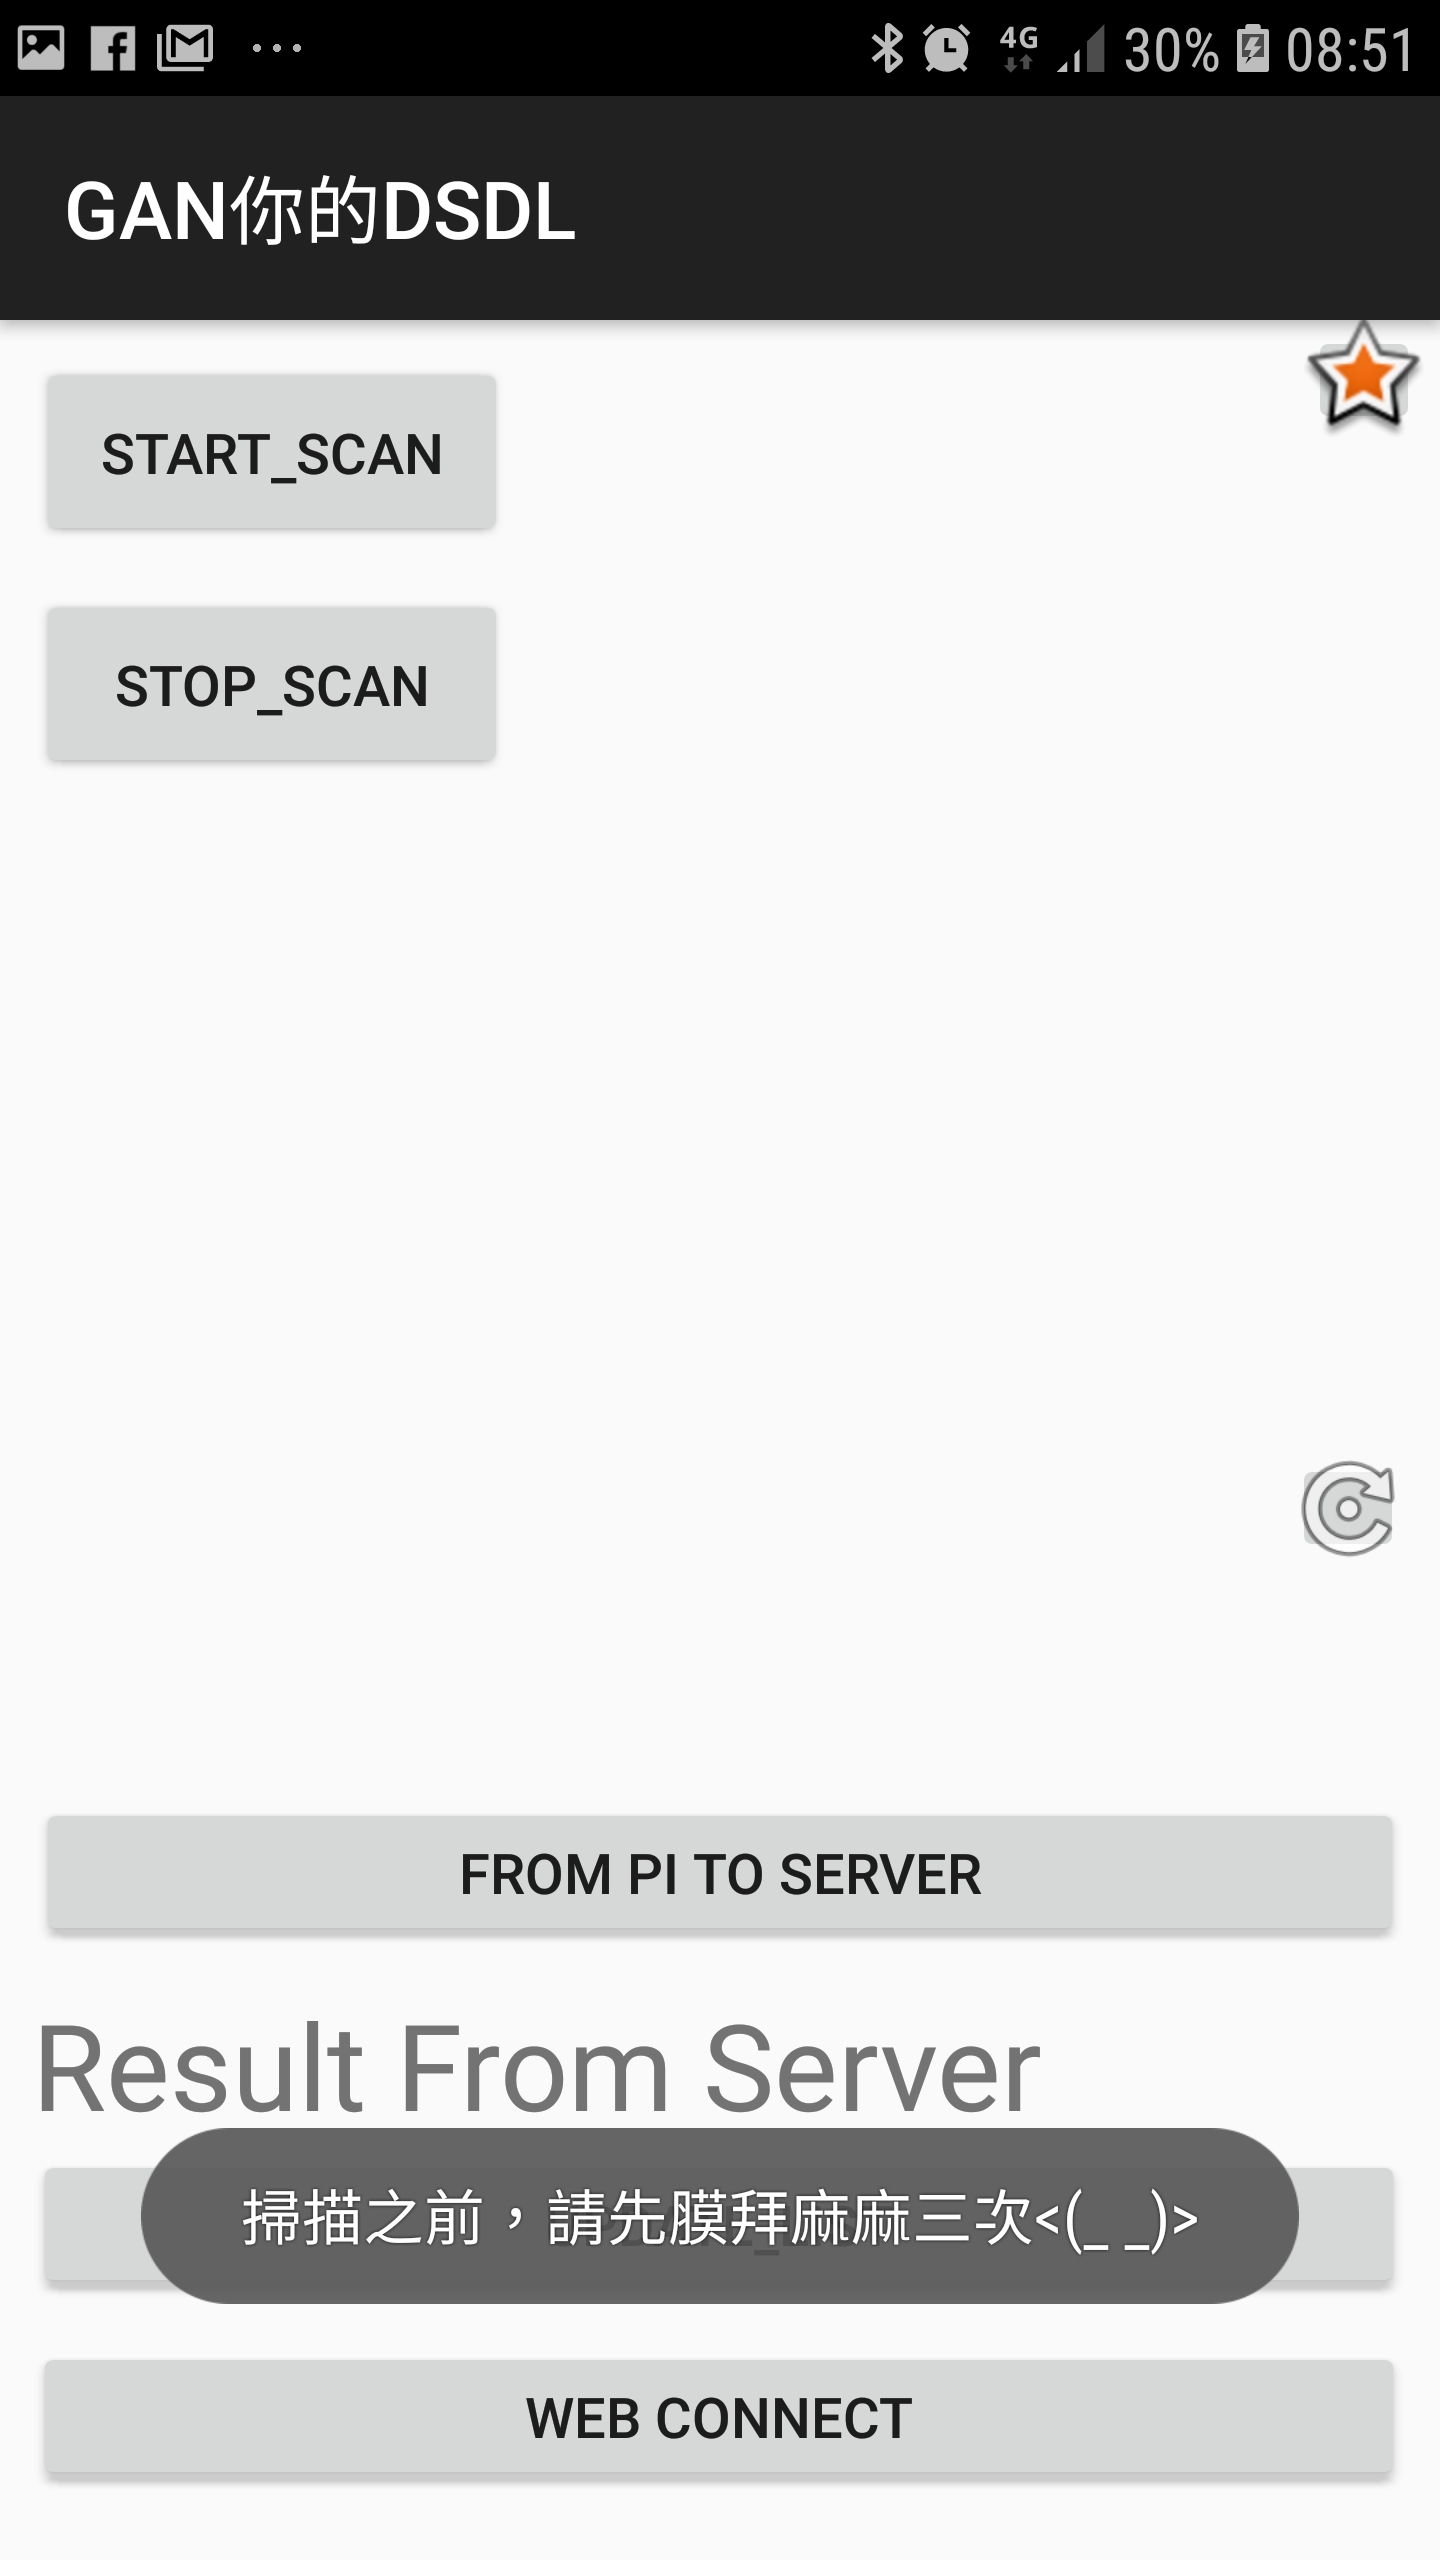 4G 30% 08:51
GAN你的DSDL
START_SCAN
STOP_SCAN
FROM PI TO SERVER
Result From Server
掃描之前，請先膜拜麻麻三次<(_ _)>
WEB CONNECT